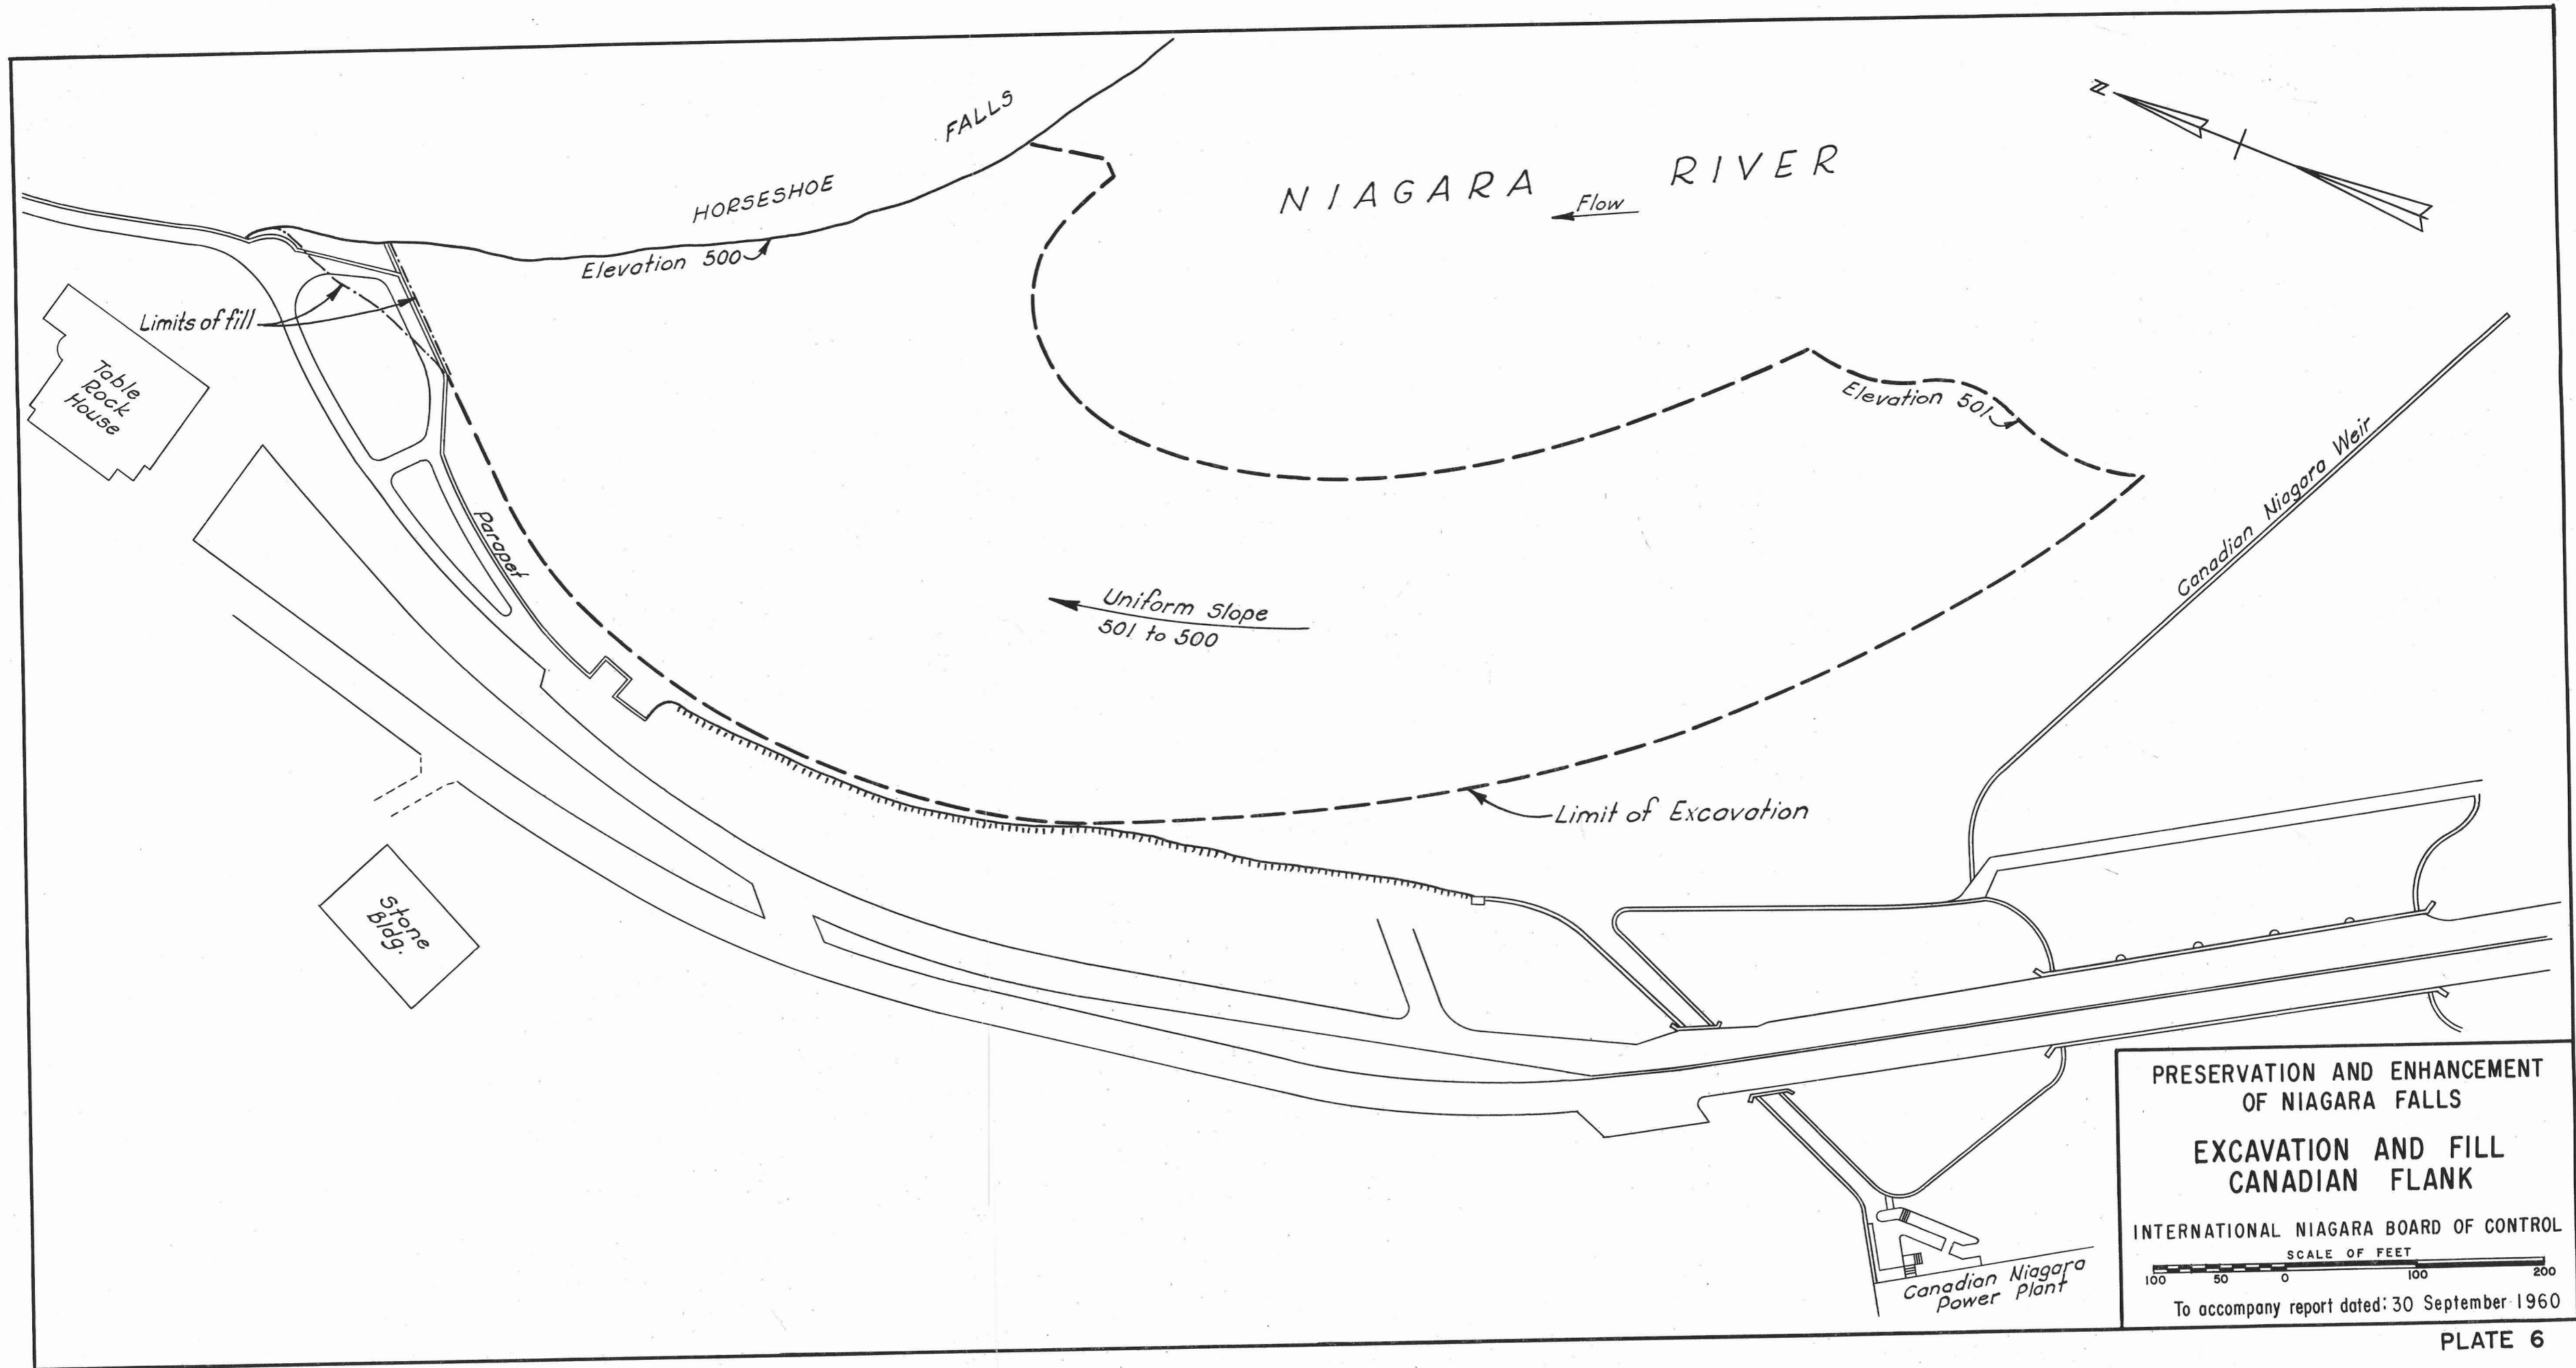 FALLS
HORSESHOE
Elevation 500
NIAGARA RIVER
Flow
N
Limits of fill
Table
Rock
House
Parapet
Elevation 501
Canadian Niagara Weir
Uniform Slope
501 to 500
Limit of Excavation
Stone
Bldg.
Canadian Niagara
Power Plant
PRESERVATION AND ENHANCEMENT
OF NIAGARA FALLS
EXCAVATION AND FILL
CANADIAN FLANK
INTERNATIONAL NIAGARA BOARD OF CONTROL
SCALE OF FEET
100 50 0 100 200
To accompany report dated: 30 September 1960
PLATE 6